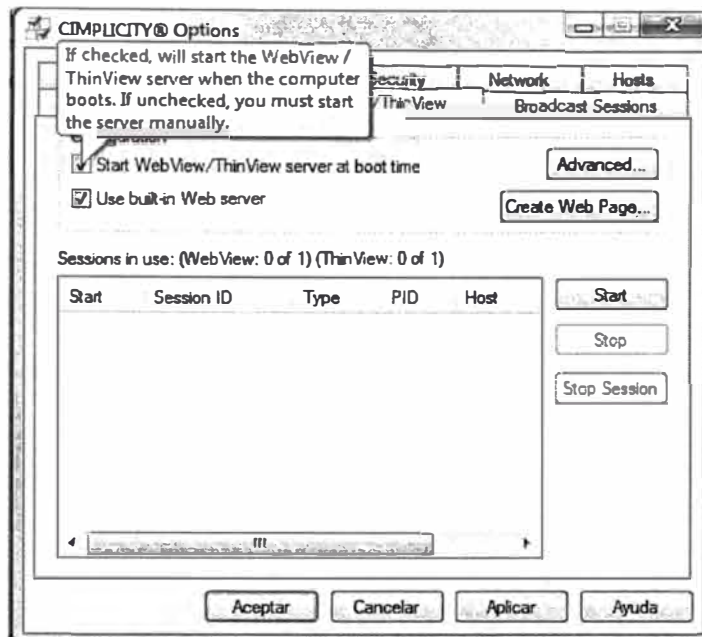 CIMPLICITY® Options
If checked, will start the WebView /
ThinView server when the computer
boots. If unchecked, you must start
the server manually.
Security Network Hosts
/ThinView Broadcast Sessions
Start WebView/ThinView server at boot time
Advanced...
Use built-in Web server
Create Web Page...
Sessions in use: (WebView: 0 of 1) (ThinView: 0 of 1)
Start Session ID Type PID Host
Start
Stop
Stop Session
Aceptar Cancelar Aplicar Ayuda